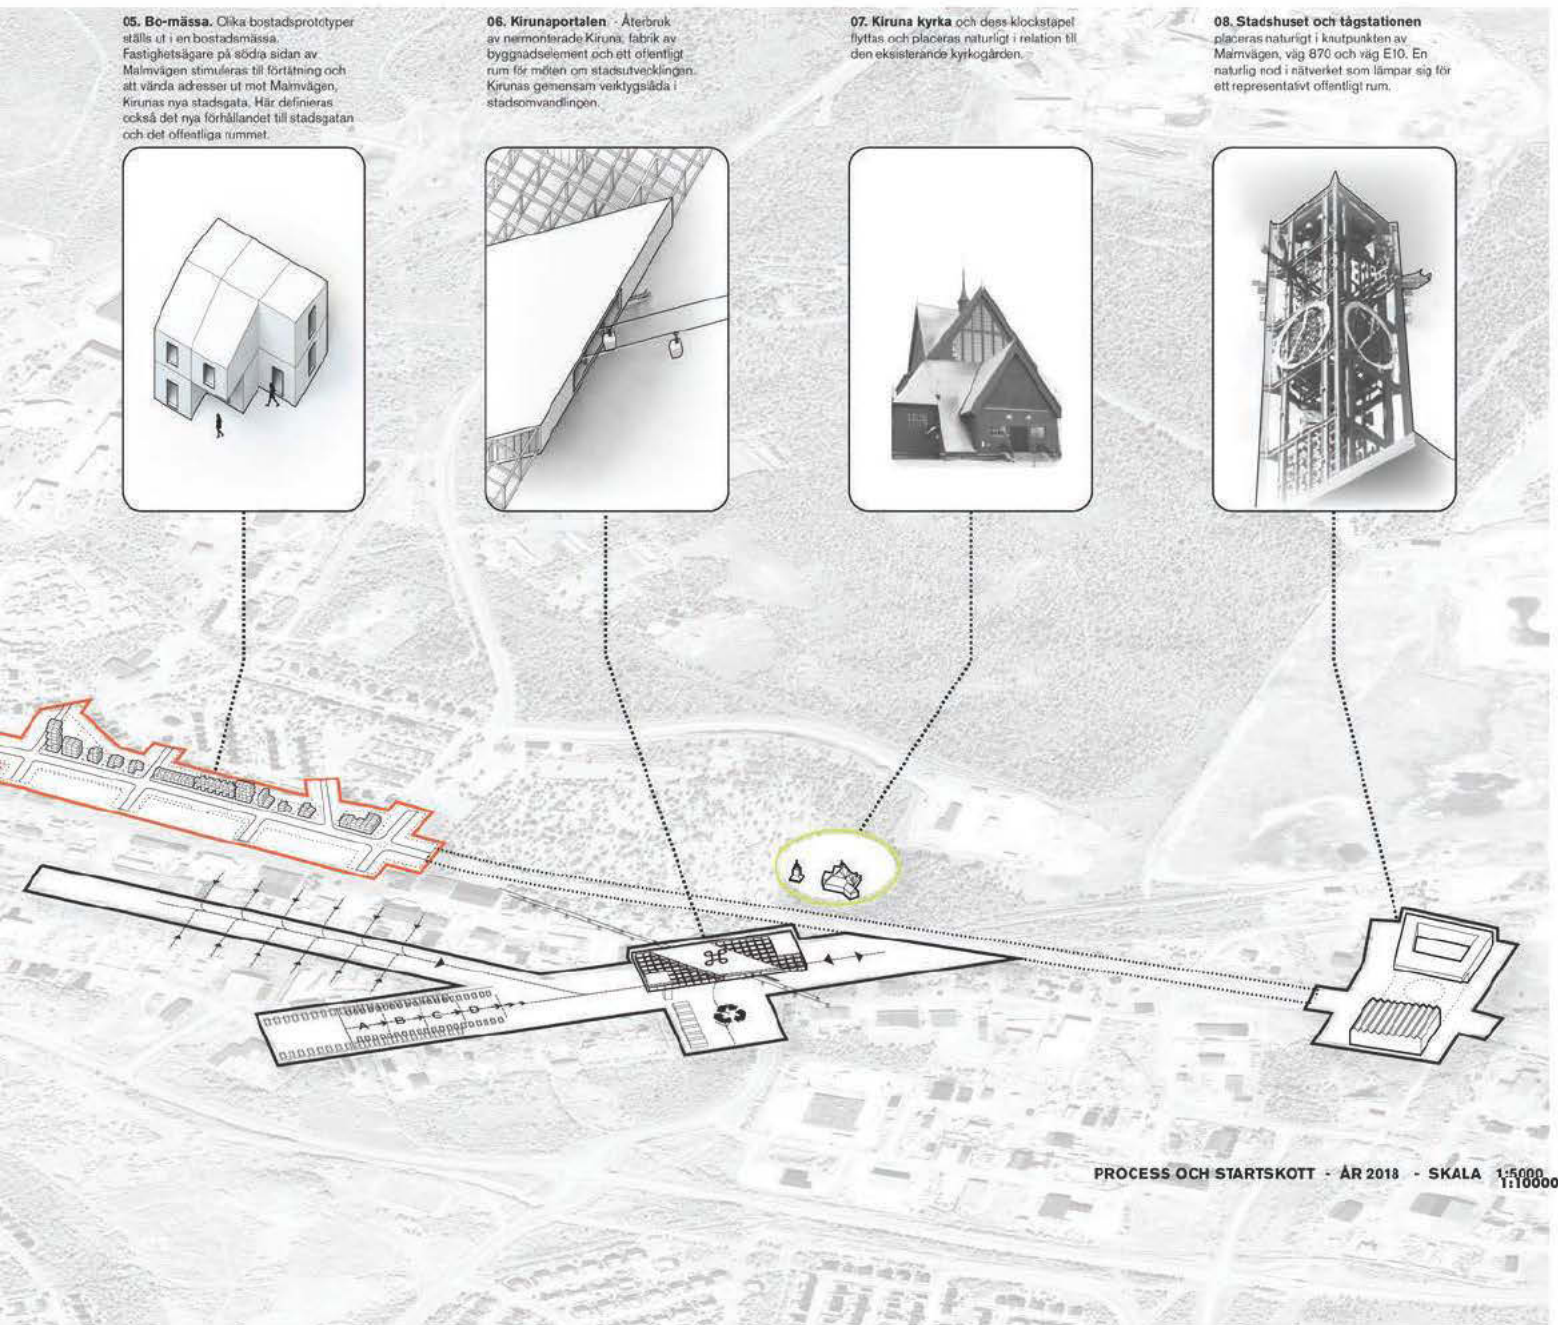 05. Bo-mässa. Olika bostadsprototyper
ställs ut i en bostadsmässa.
Fastighetsägare på södra sidan av
Malmvägen stimuleras till förtätning och
att vända adresser ut mot Malmvägen,
Kirunas nya stadsgata. Här definieras
också det nya förhållandet till stadsgatan
och det offentliga rummet.
06. Kirunaportalen - Återbruk
av nermonterade Kiruna, fabrik av
byggnadselement och ett offentligt
rum för möten om stadsutvecklingen.
Kirunas gemensam verktygslåda i
stadsomvandlingen.
07. Kiruna kyrka och dess klockstapel
flyttas och placeras naturligt i relation till
den eksisterande kyrkogården.
08. Stadshuset och tågstationen
placeras naturligt i knutpunkten av
Malmvägen, väg 870 och väg E10. En
naturlig nod i nätverket som lämpar sig för
ett representativt offentligt rum.
A B C D
PROCESS OCH STARTSKOTT - ÅR 2018 - SKALA 1:5000
1:10000